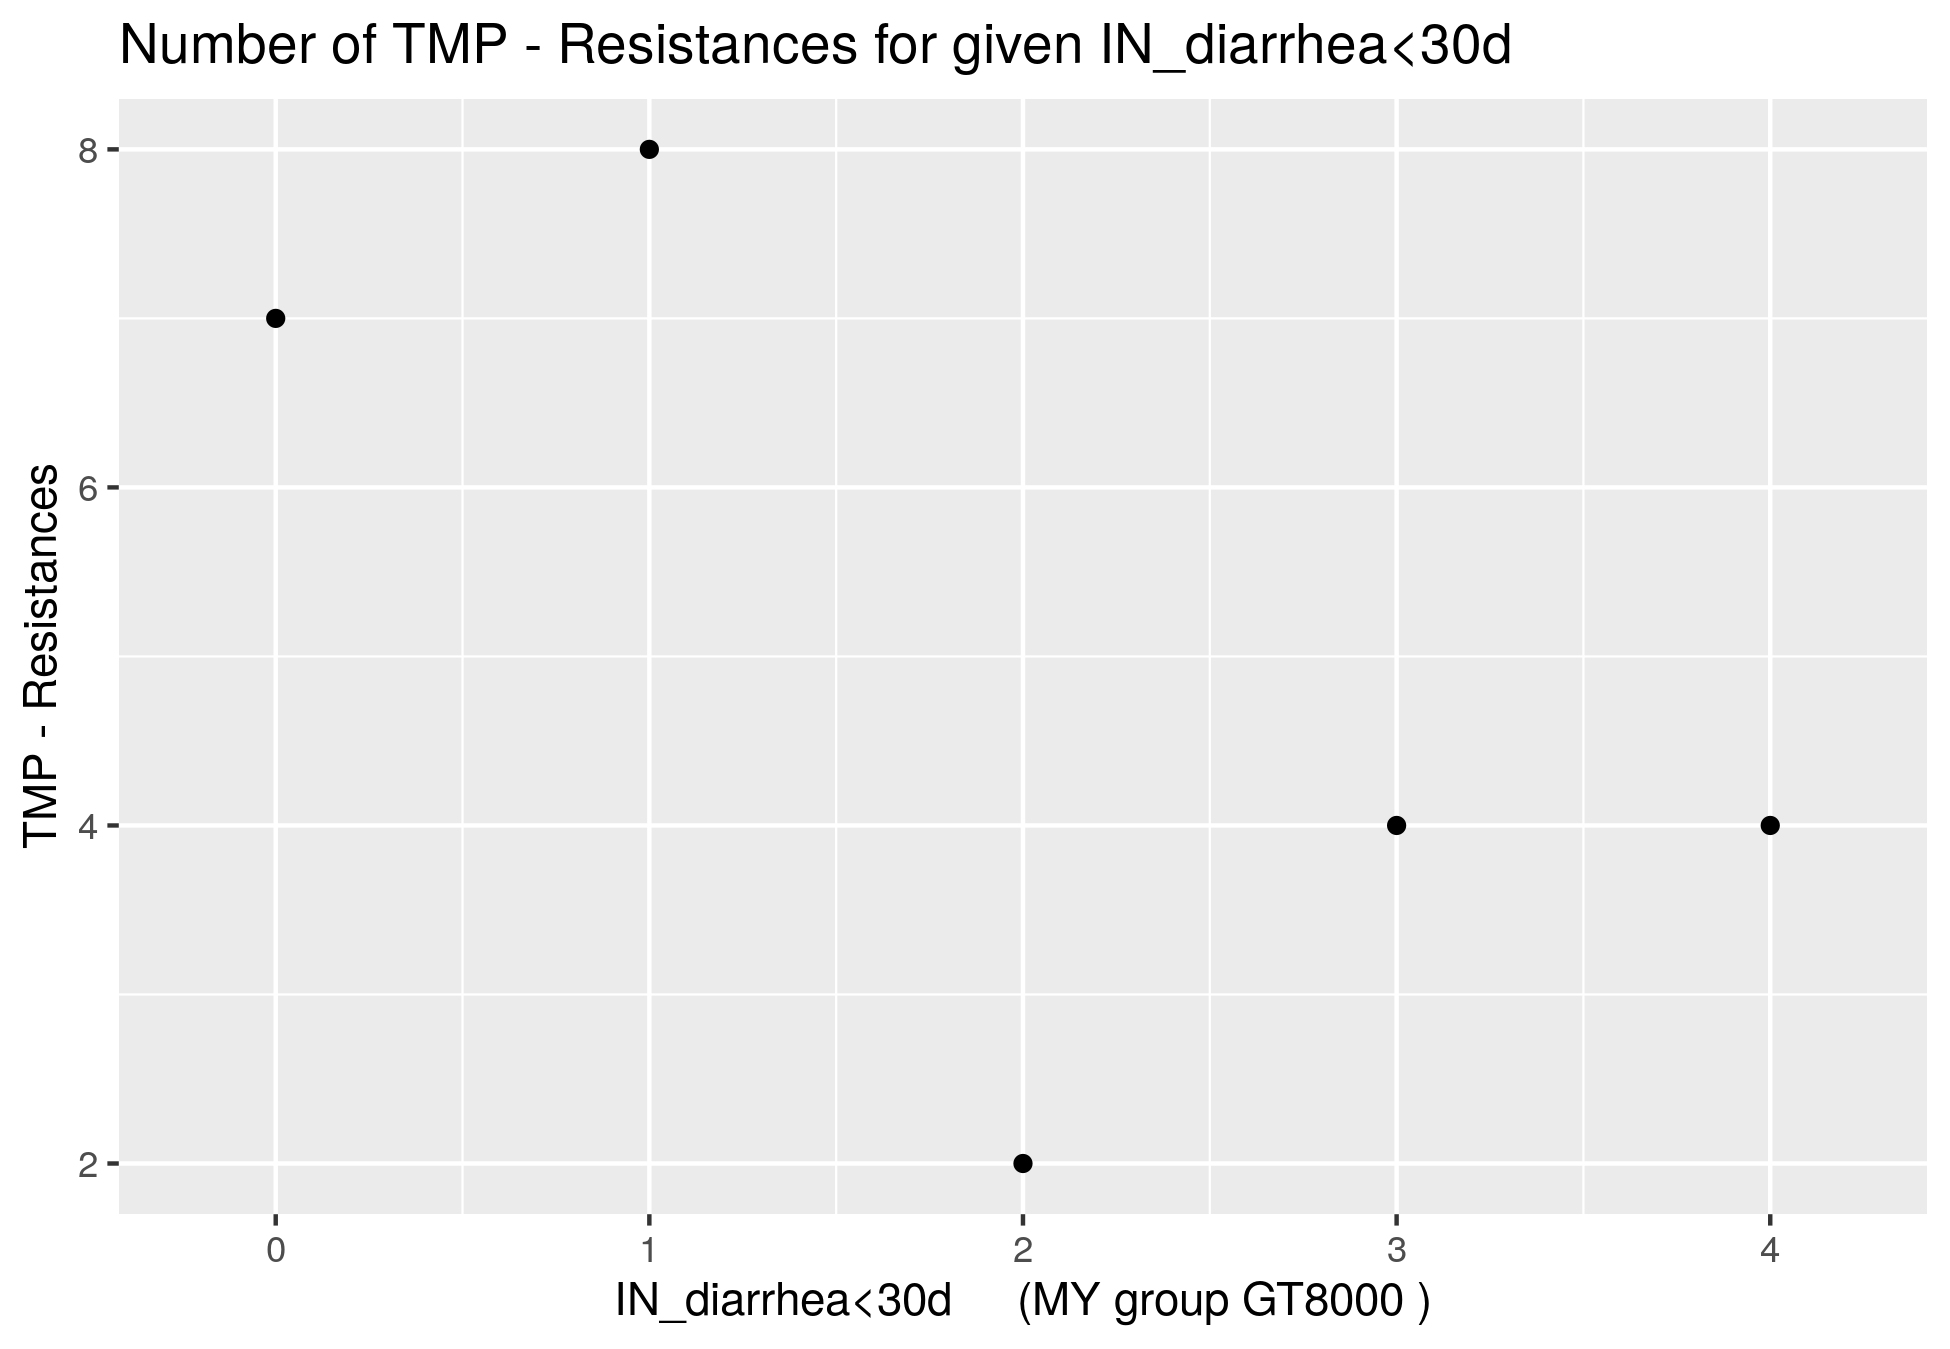 Number of TMP - Resistances for given IN_diarrhea<30d
TMP - Resistances
8
6
4
2
0 1 2 3 4
IN_diarrhea<30d (MY group GT8000 )